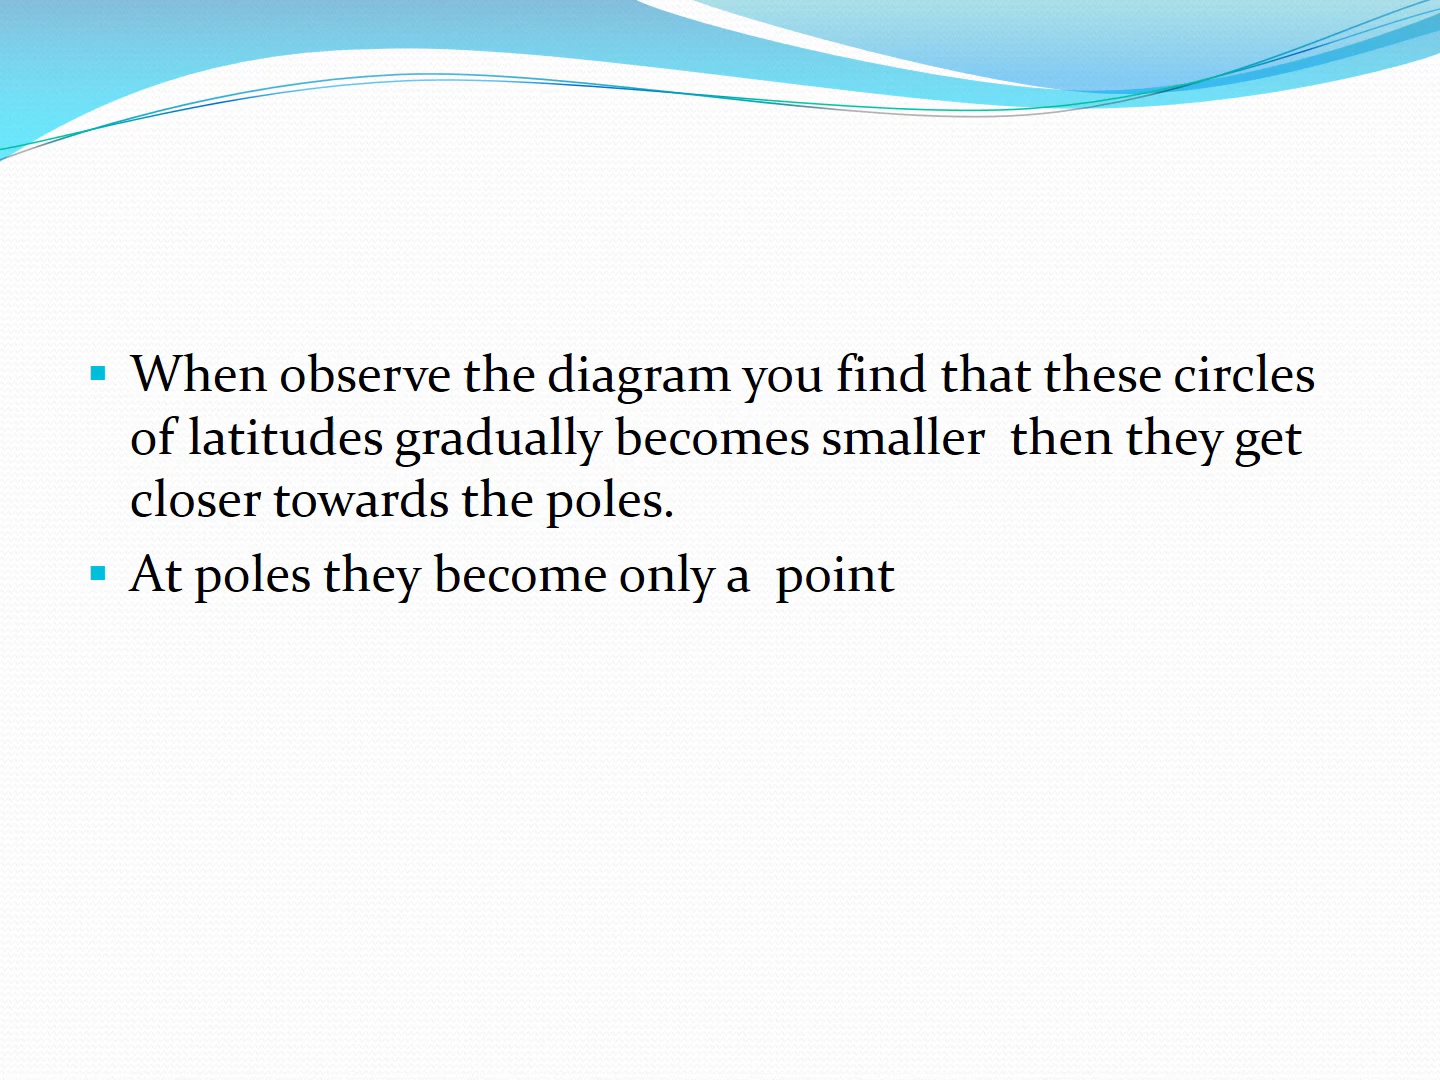 When observe the diagram you find that these circles
of latitudes gradually becomes smaller  then they get
closer towards the poles.
At poles they become only a  point